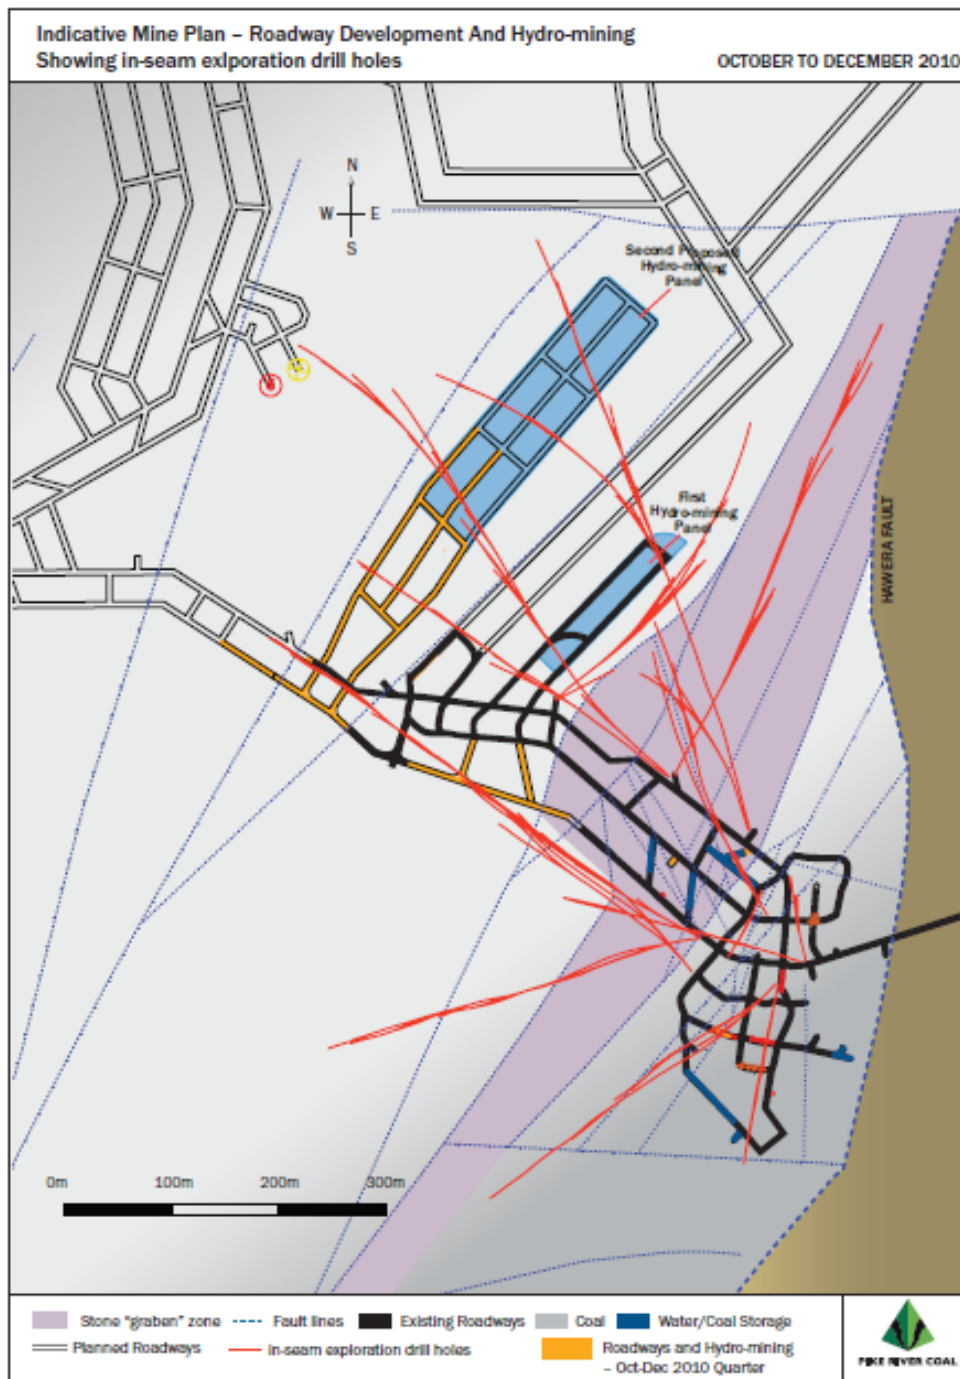 Indicative Mine Plan – Roadway Development And Hydro-mining
Showing in-seam exlporation drill holes
OCTOBER TO DECEMBER 2010
N
W E
S
Second Proposed
Hydro-mining
Panel
First
Hydro-mining
Panel
HAWERA FAULT
0m 100m 200m 300m
Stone "graben" zone
Fault lines
Existing Roadways
Coal
Water/Coal Storage
Planned Roadways
In-seam exploration drill holes
Roadways and Hydro-mining
– Oct-Dec 2010 Quarter
PIKE RIVER COAL